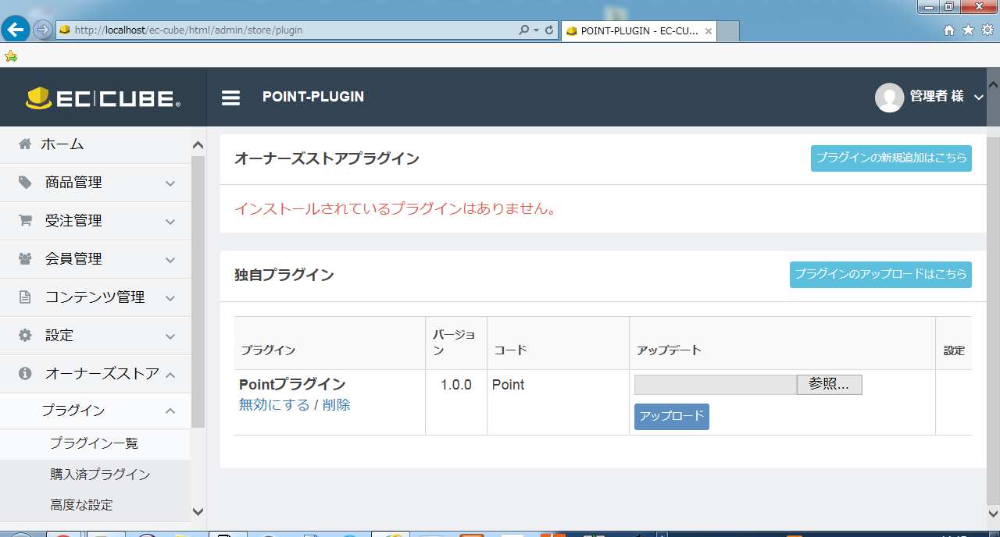 http://localhost/ec-cube/html/admin/store/plugin
POINT-PLUGIN - EC-CU...
EC CUBE
POINT-PLUGIN
管理者 様
ホーム
商品管理
受注管理
会員管理
コンテンツ管理
設定
オーナーズストア
プラグイン
プラグイン一覧
購入済プラグイン
高度な設定
オーナーズストアプラグイン
プラグインの新規追加はこちら
インストールされているプラグインはありません。
独自プラグイン
プラグインのアップロードはこちら
プラグイン
バージョ
ン
コード
アップデート
設定
Pointプラグイン
無効にする / 削除
1.0.0
Point
参照...
アップロード